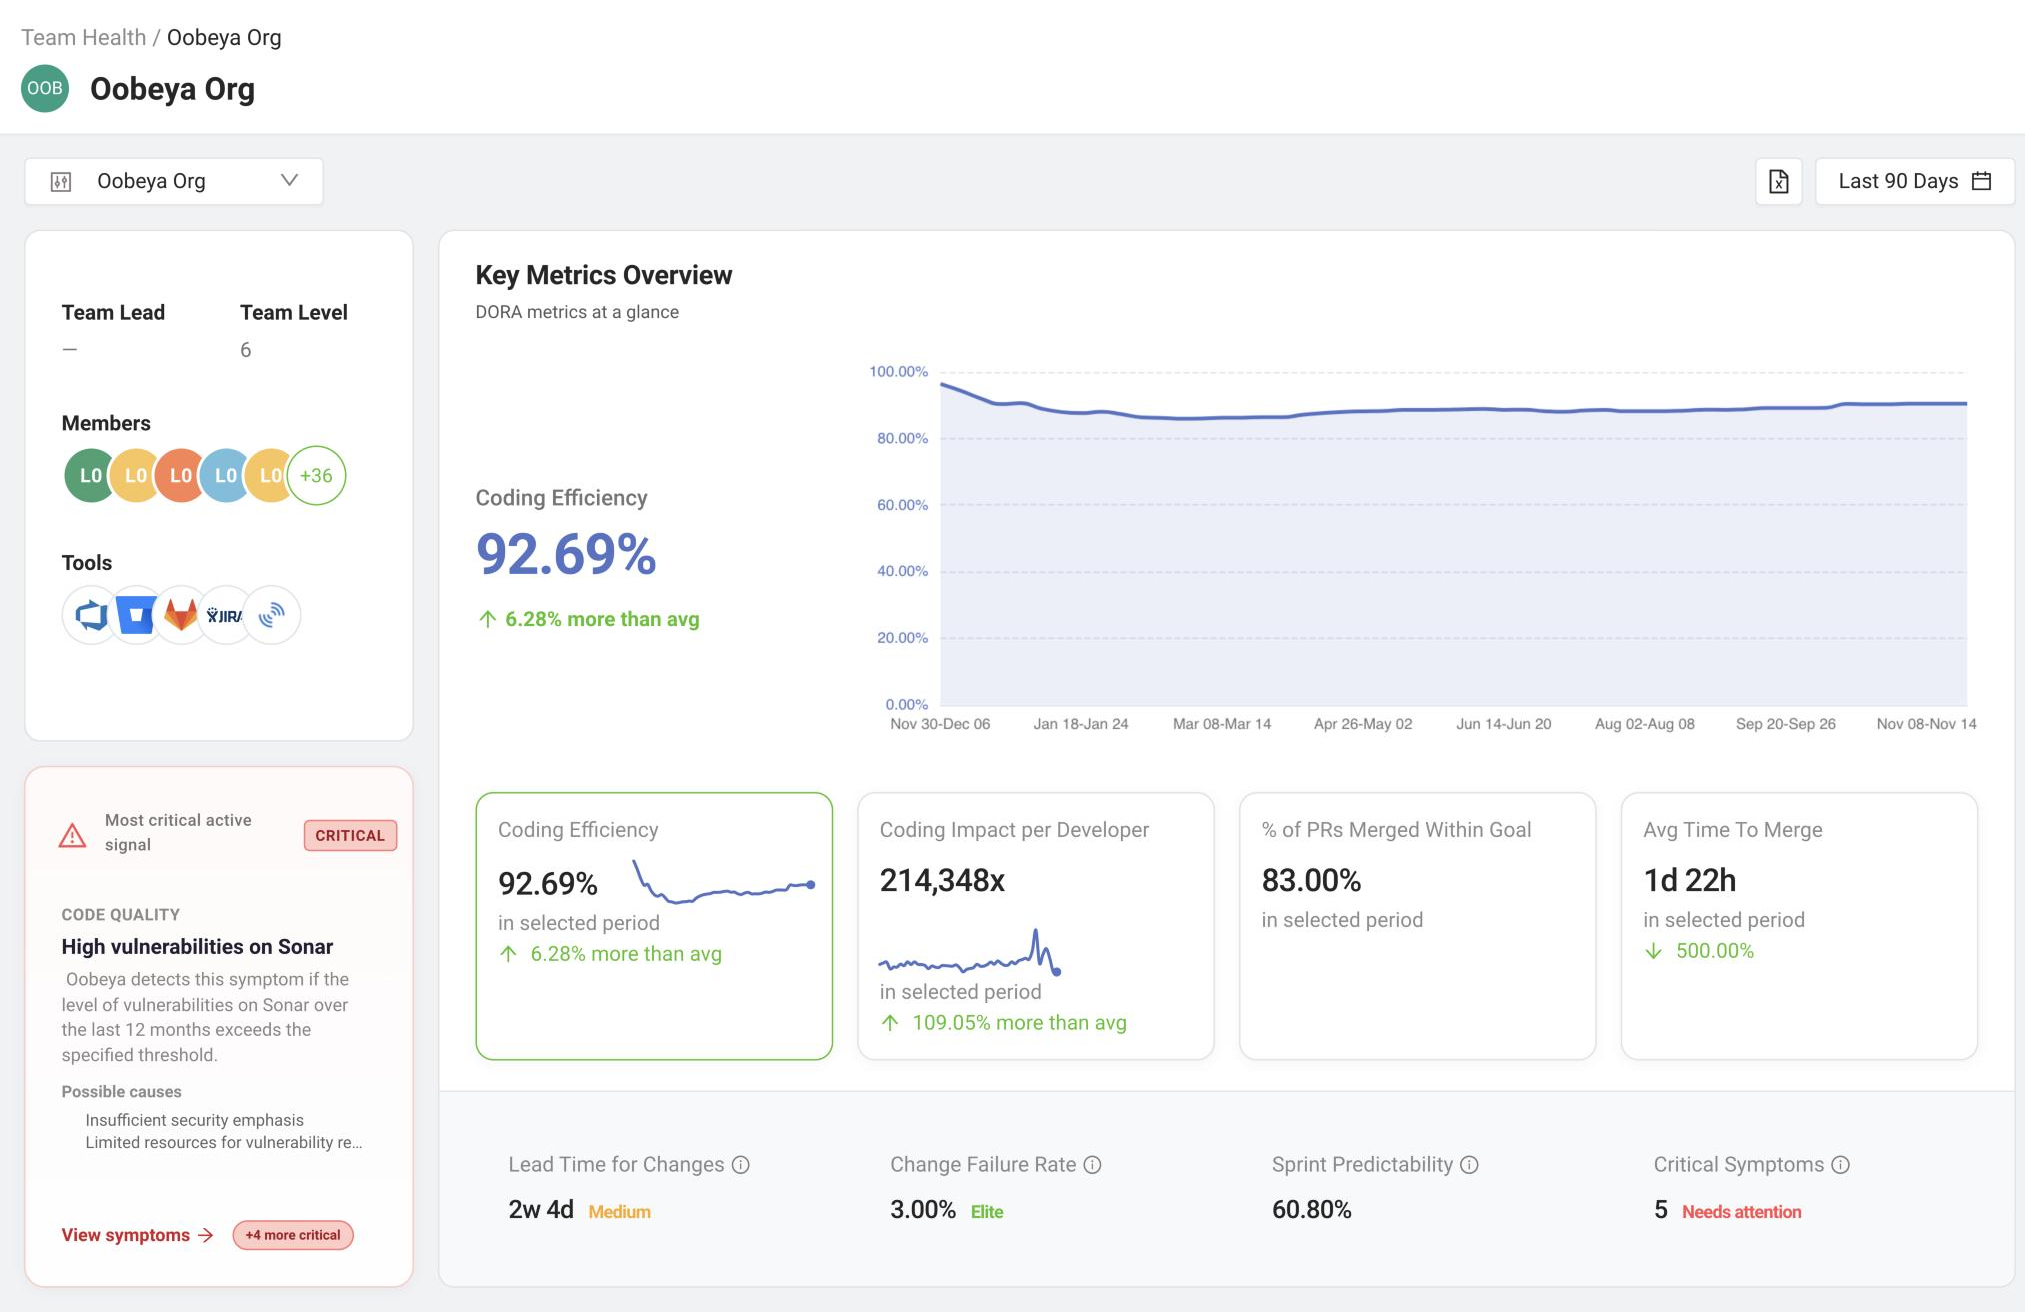 Team Health / Oobeya Org
OOB
Oobeya Org
Oobeya Org
Last 90 Days
Team Lead
Team Level
—
6
Members
L0
L0
L0
L0
L0
+36
Tools
JIRA
Most critical active
signal
CRITICAL
CODE QUALITY
High vulnerabilities on Sonar
Oobeya detects this symptom if the
level of vulnerabilities on Sonar over
the last 12 months exceeds the
specified threshold.
Possible causes
Insufficient security emphasis
Limited resources for vulnerability re...
View symptoms →
+4 more critical
Key Metrics Overview
DORA metrics at a glance
Coding Efficiency
92.69%
↑ 6.28% more than avg
100.00%
80.00%
60.00%
40.00%
20.00%
0.00%
Nov 30-Dec 06
Jan 18-Jan 24
Mar 08-Mar 14
Apr 26-May 02
Jun 14-Jun 20
Aug 02-Aug 08
Sep 20-Sep 26
Nov 08-Nov 14
Coding Efficiency
92.69%
in selected period
↑ 6.28% more than avg
Coding Impact per Developer
214,348x
in selected period
↑ 109.05% more than avg
% of PRs Merged Within Goal
83.00%
in selected period
Avg Time To Merge
1d 22h
in selected period
↓ 500.00%
Lead Time for Changes
2w 4d Medium
Change Failure Rate
3.00% Elite
Sprint Predictability
60.80%
Critical Symptoms
5 Needs attention